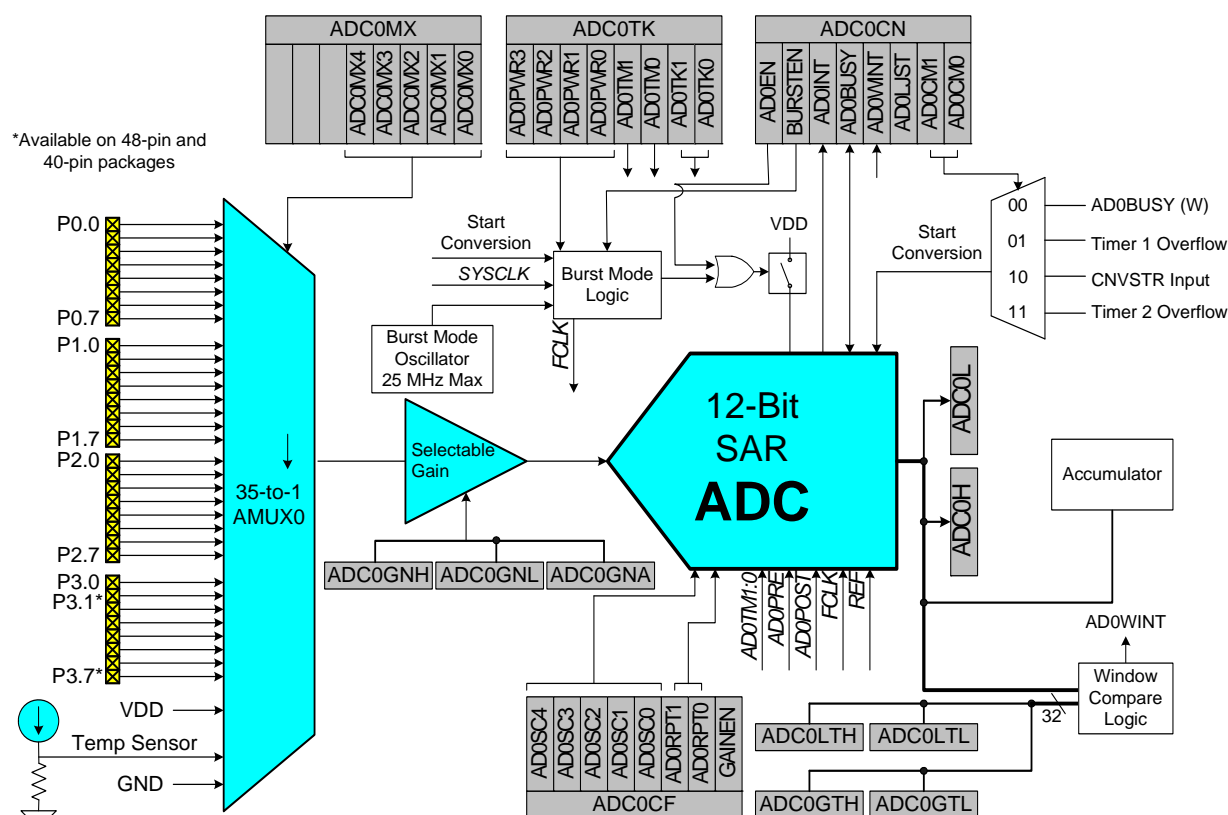 ADC0MX
ADC0MX4
ADC0MX3
ADC0MX2
ADC0MX1
ADC0MX0
ADC0TK
AD0PWR3
AD0PWR2
AD0PWR1
AD0PWR0
AD0TM1
AD0TM0
AD0TK1
AD0TK0
ADC0CN
AD0EN
BURSTEN
AD0INT
AD0BUSY
AD0WINT
AD0LJST
AD0CM1
AD0CM0
*Available on 48-pin and
40-pin packages
P0.0
P0.7
P1.0
P1.7
P2.0
P2.7
P3.0
P3.1*
P3.7*
VDD
Temp Sensor
GND
35-to-1
AMUX0
Start
Conversion
SYSCLK
Burst Mode
Logic
Burst Mode
Oscillator
25 MHz Max
FCLK
VDD
Start
Conversion
00
01
10
11
AD0BUSY (W)
Timer 1 Overflow
CNVSTR Input
Timer 2 Overflow
Selectable
Gain
ADC0GNH
ADC0GNL
ADC0GNA
12-Bit
SAR
ADC
ADC0L
ADC0H
Accumulator
AD0TM1:0
AD0PRE
AD0POST
FCLK
REF
AD0WINT
Window
Compare
Logic
32
ADC0LTH
ADC0LTL
ADC0GTH
ADC0GTL
AD0SC4
AD0SC3
AD0SC2
AD0SC1
AD0SC0
AD0RPT1
AD0RPT0
GAINEN
ADC0CF